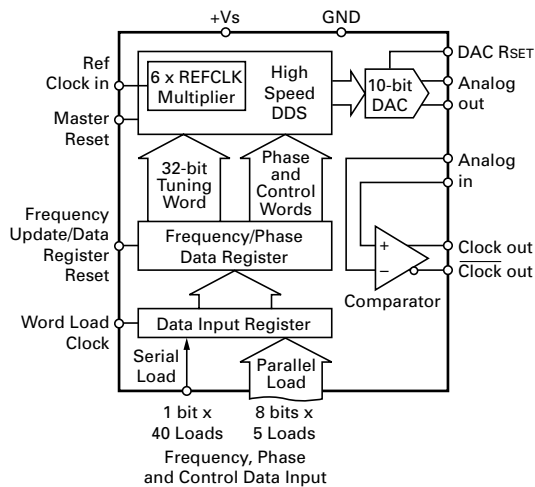 +Vs
GND
Ref
Clock in
6 x REFCLK
Multiplier
High
Speed
DDS
10-bit
DAC
DAC RSET
Analog
out
Master
Reset
32-bit
Tuning
Word
Phase
and
Control
Words
Analog
in
Frequency
Update/Data
Register
Reset
Frequency/Phase
Data Register
+
−
Clock out
Clock out
Comparator
Word Load
Clock
Data Input Register
Serial
Load
Parallel
Load
1 bit x
40 Loads
8 bits x
5 Loads
Frequency, Phase
and Control Data Input